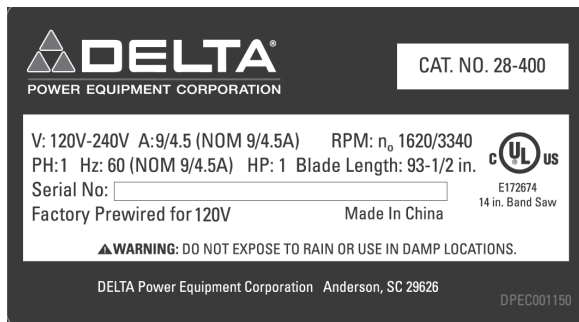 DELTA®
POWER EQUIPMENT CORPORATION
CAT. NO. 28-400
V: 120V-240V A:9/4.5 (NOM 9/4.5A) RPM: nₒ 1620/3340
PH:1 Hz: 60 (NOM 9/4.5A) HP: 1 Blade Length: 93-1/2 in.
Serial No:
Factory Prewired for 120V Made In China
C UL US
E172674
14 in. Band Saw
WARNING: DO NOT EXPOSE TO RAIN OR USE IN DAMP LOCATIONS.
DELTA Power Equipment Corporation Anderson, SC 29626
DPEC001150